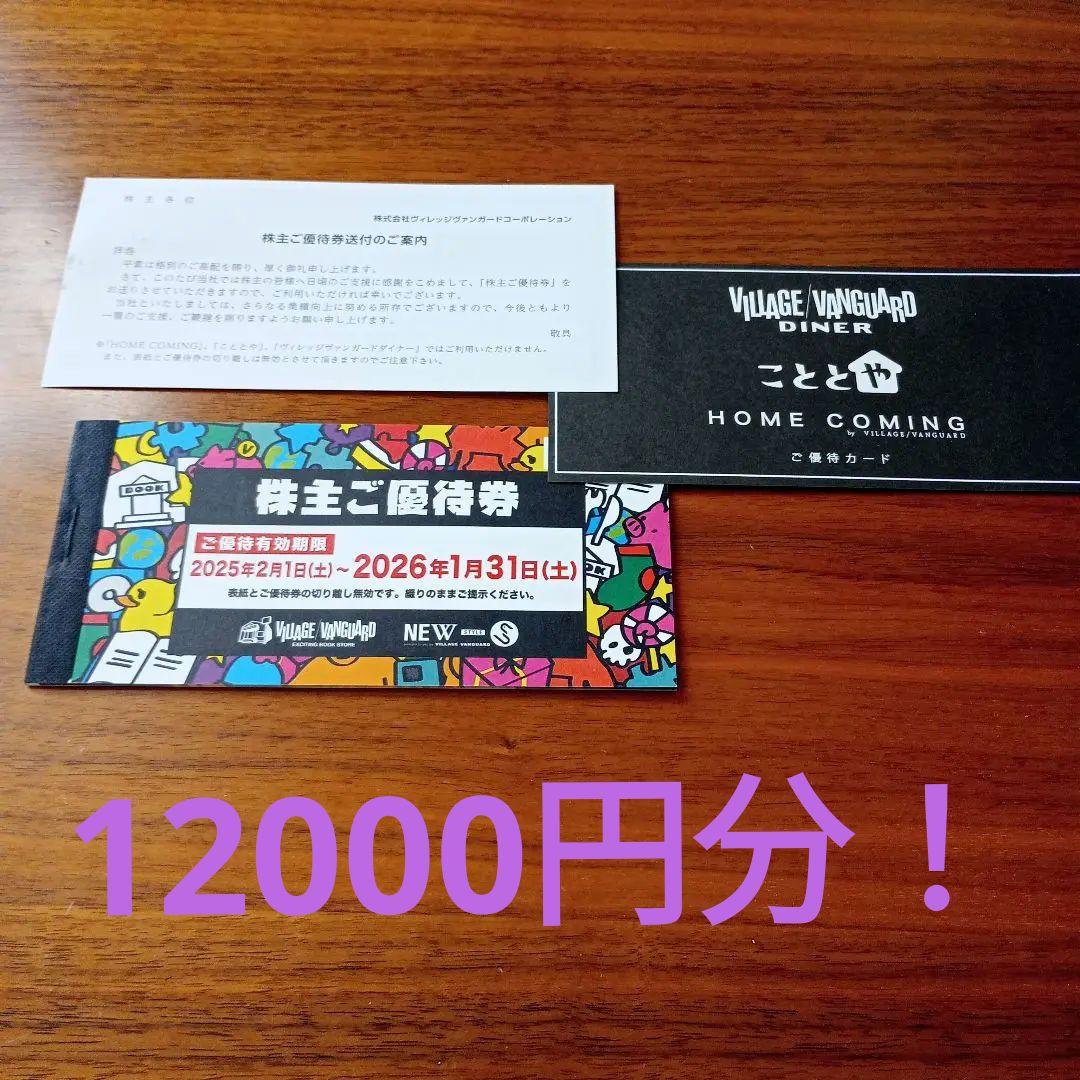 株主各位
株式会社ヴィレッジヴァンガードコーポレーション
株主ご優待券送付のご案内
拝啓
平素は格別のご高配を賜り、厚く御礼申し上げます。
さて、このたび当社では株主の皆様へ日頃のご支援に感謝をこめまして、「株主ご優待券」を
お送りさせていただきますので、ご利用いただければ幸いでございます。
当社といたしましては、さらなる業績向上に努める所存でございますので、今後ともより
一層のご支援、ご鞭撻を賜りますようお願い申し上げます。
敬具
※「HOME COMING」、「こととや」、「ヴィレッジヴァンガードダイナー」ではご利用いただけません。
また、表紙とご優待券の切り離しは無効とさせて頂きますのでご注意下さい。
VILLAGE/VANGUARD
DINER
こととや
HOME COMING
by VILLAGE/VANGUARD
ご優待カード
BOOK
株主ご優待券
ご優待有効期限
2025年2月1日(土)~2026年1月31日(土)
表紙とご優待券の切り離し無効です。綴りのままご提示ください。
VILLAGE/VANGUARD
EXCITING BOOK STORE
NEW STYLE
VILLAGE VANGUARD
12000円分！